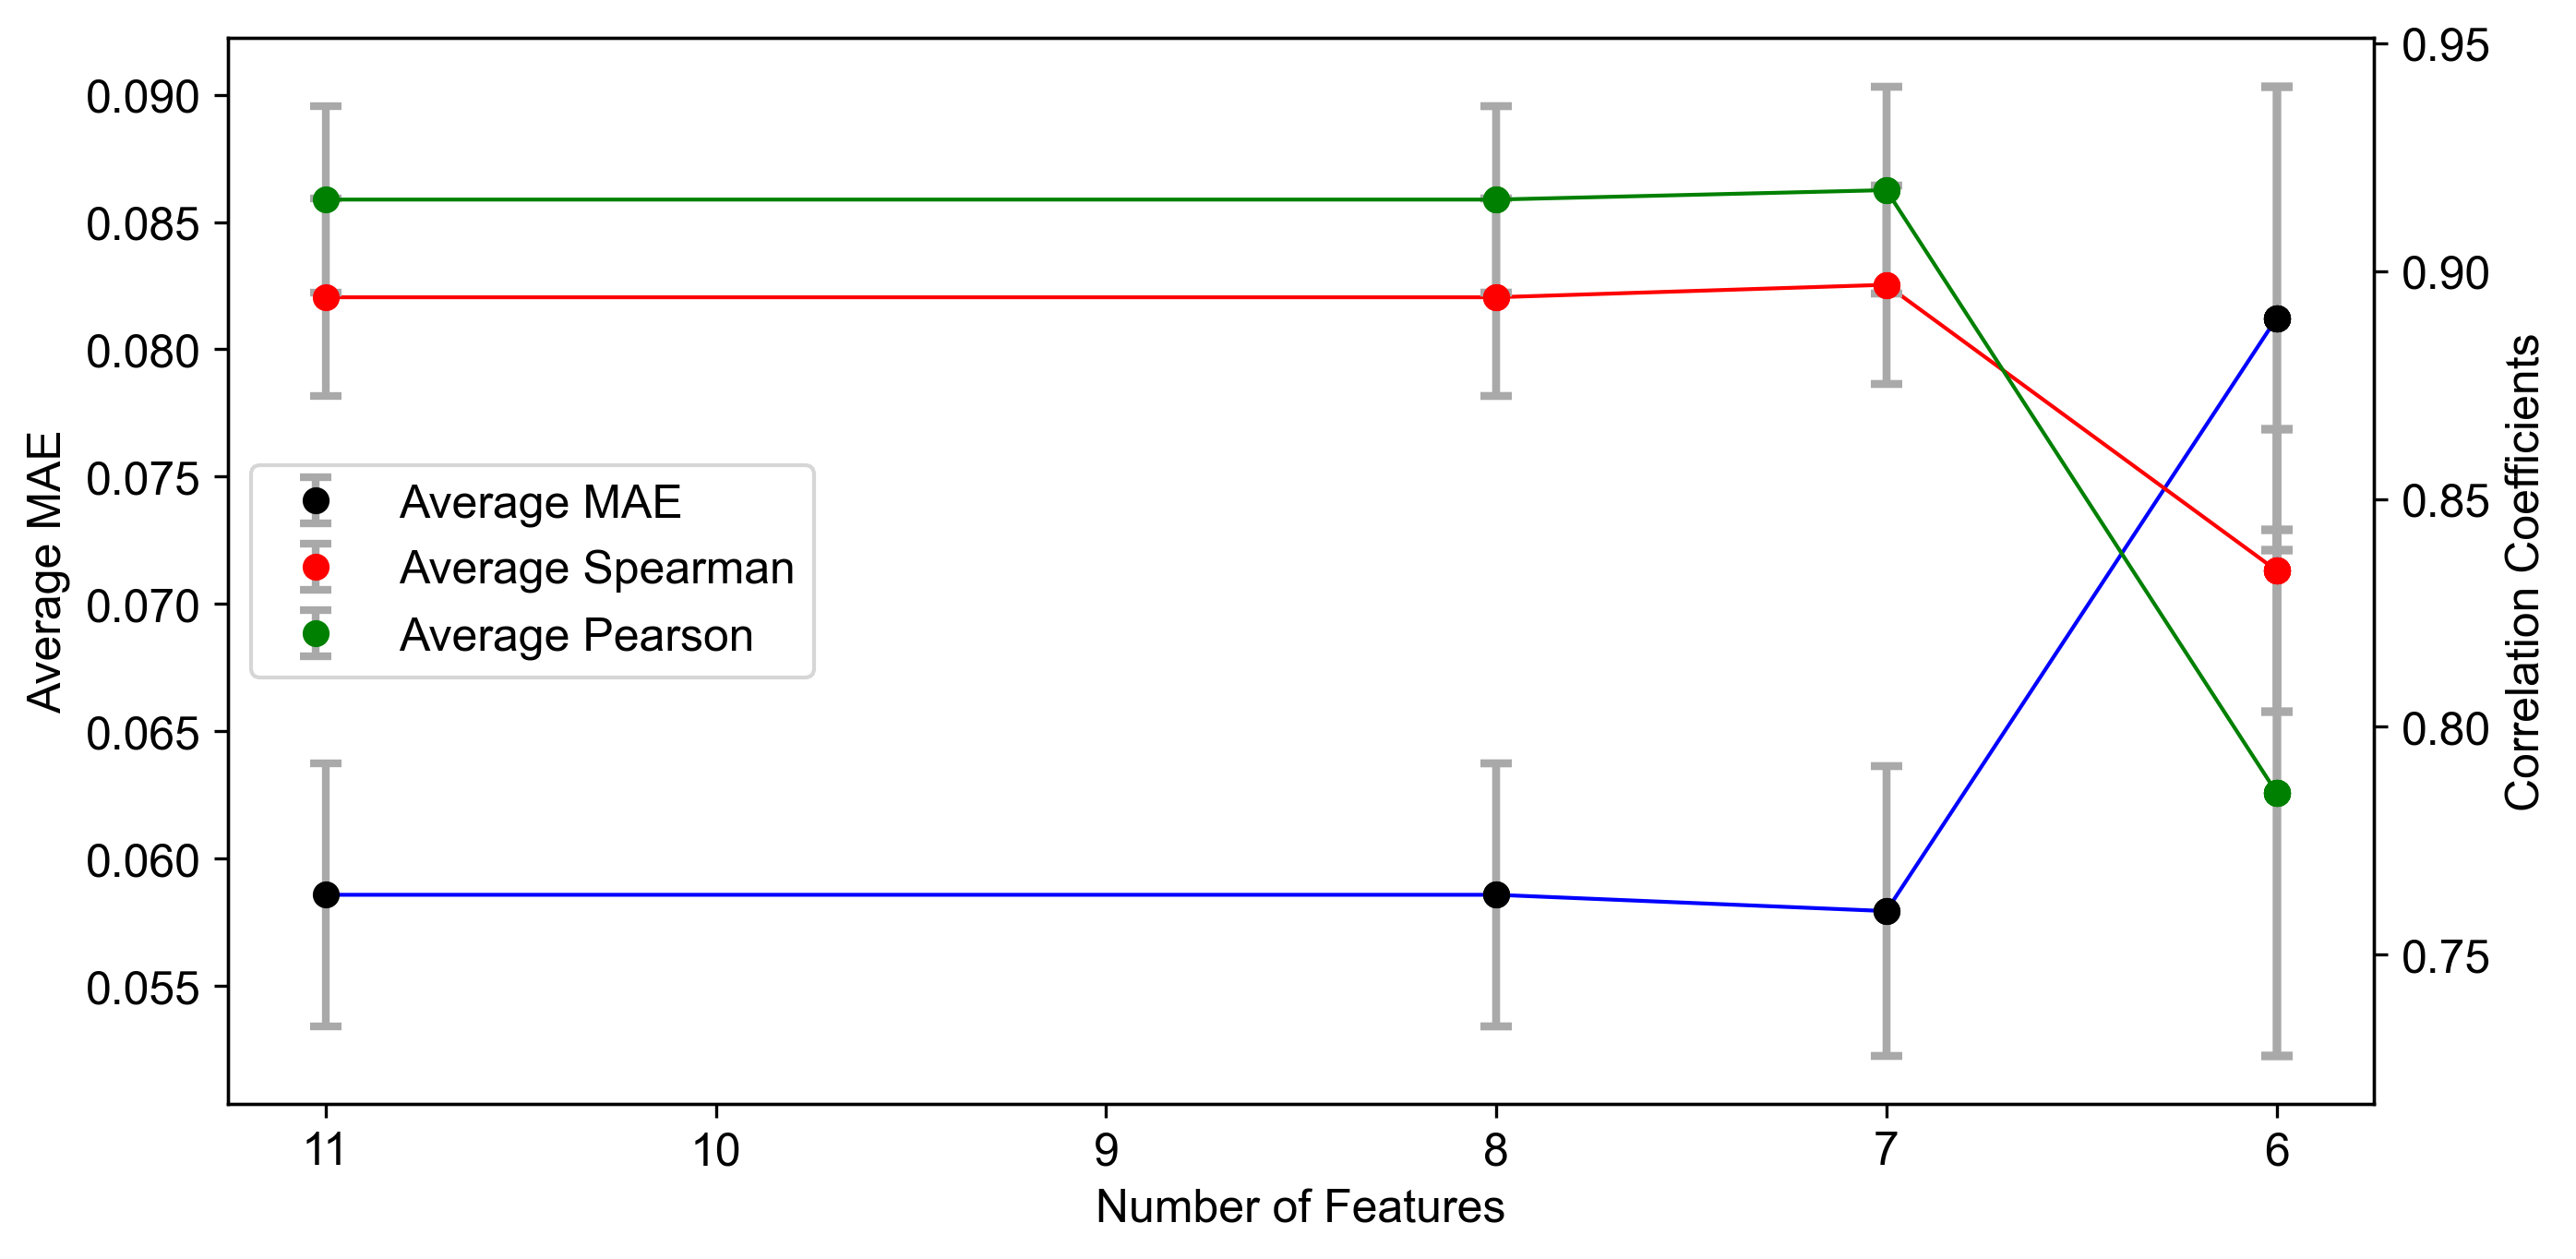 0.090
0.085
0.080
0.075
0.070
0.065
0.060
0.055
Average MAE
Average MAE
Average Spearman
Average Pearson
0.95
0.90
0.85
0.80
0.75
Correlation Coefficients
11 10 9 8 7 6
Number of Features